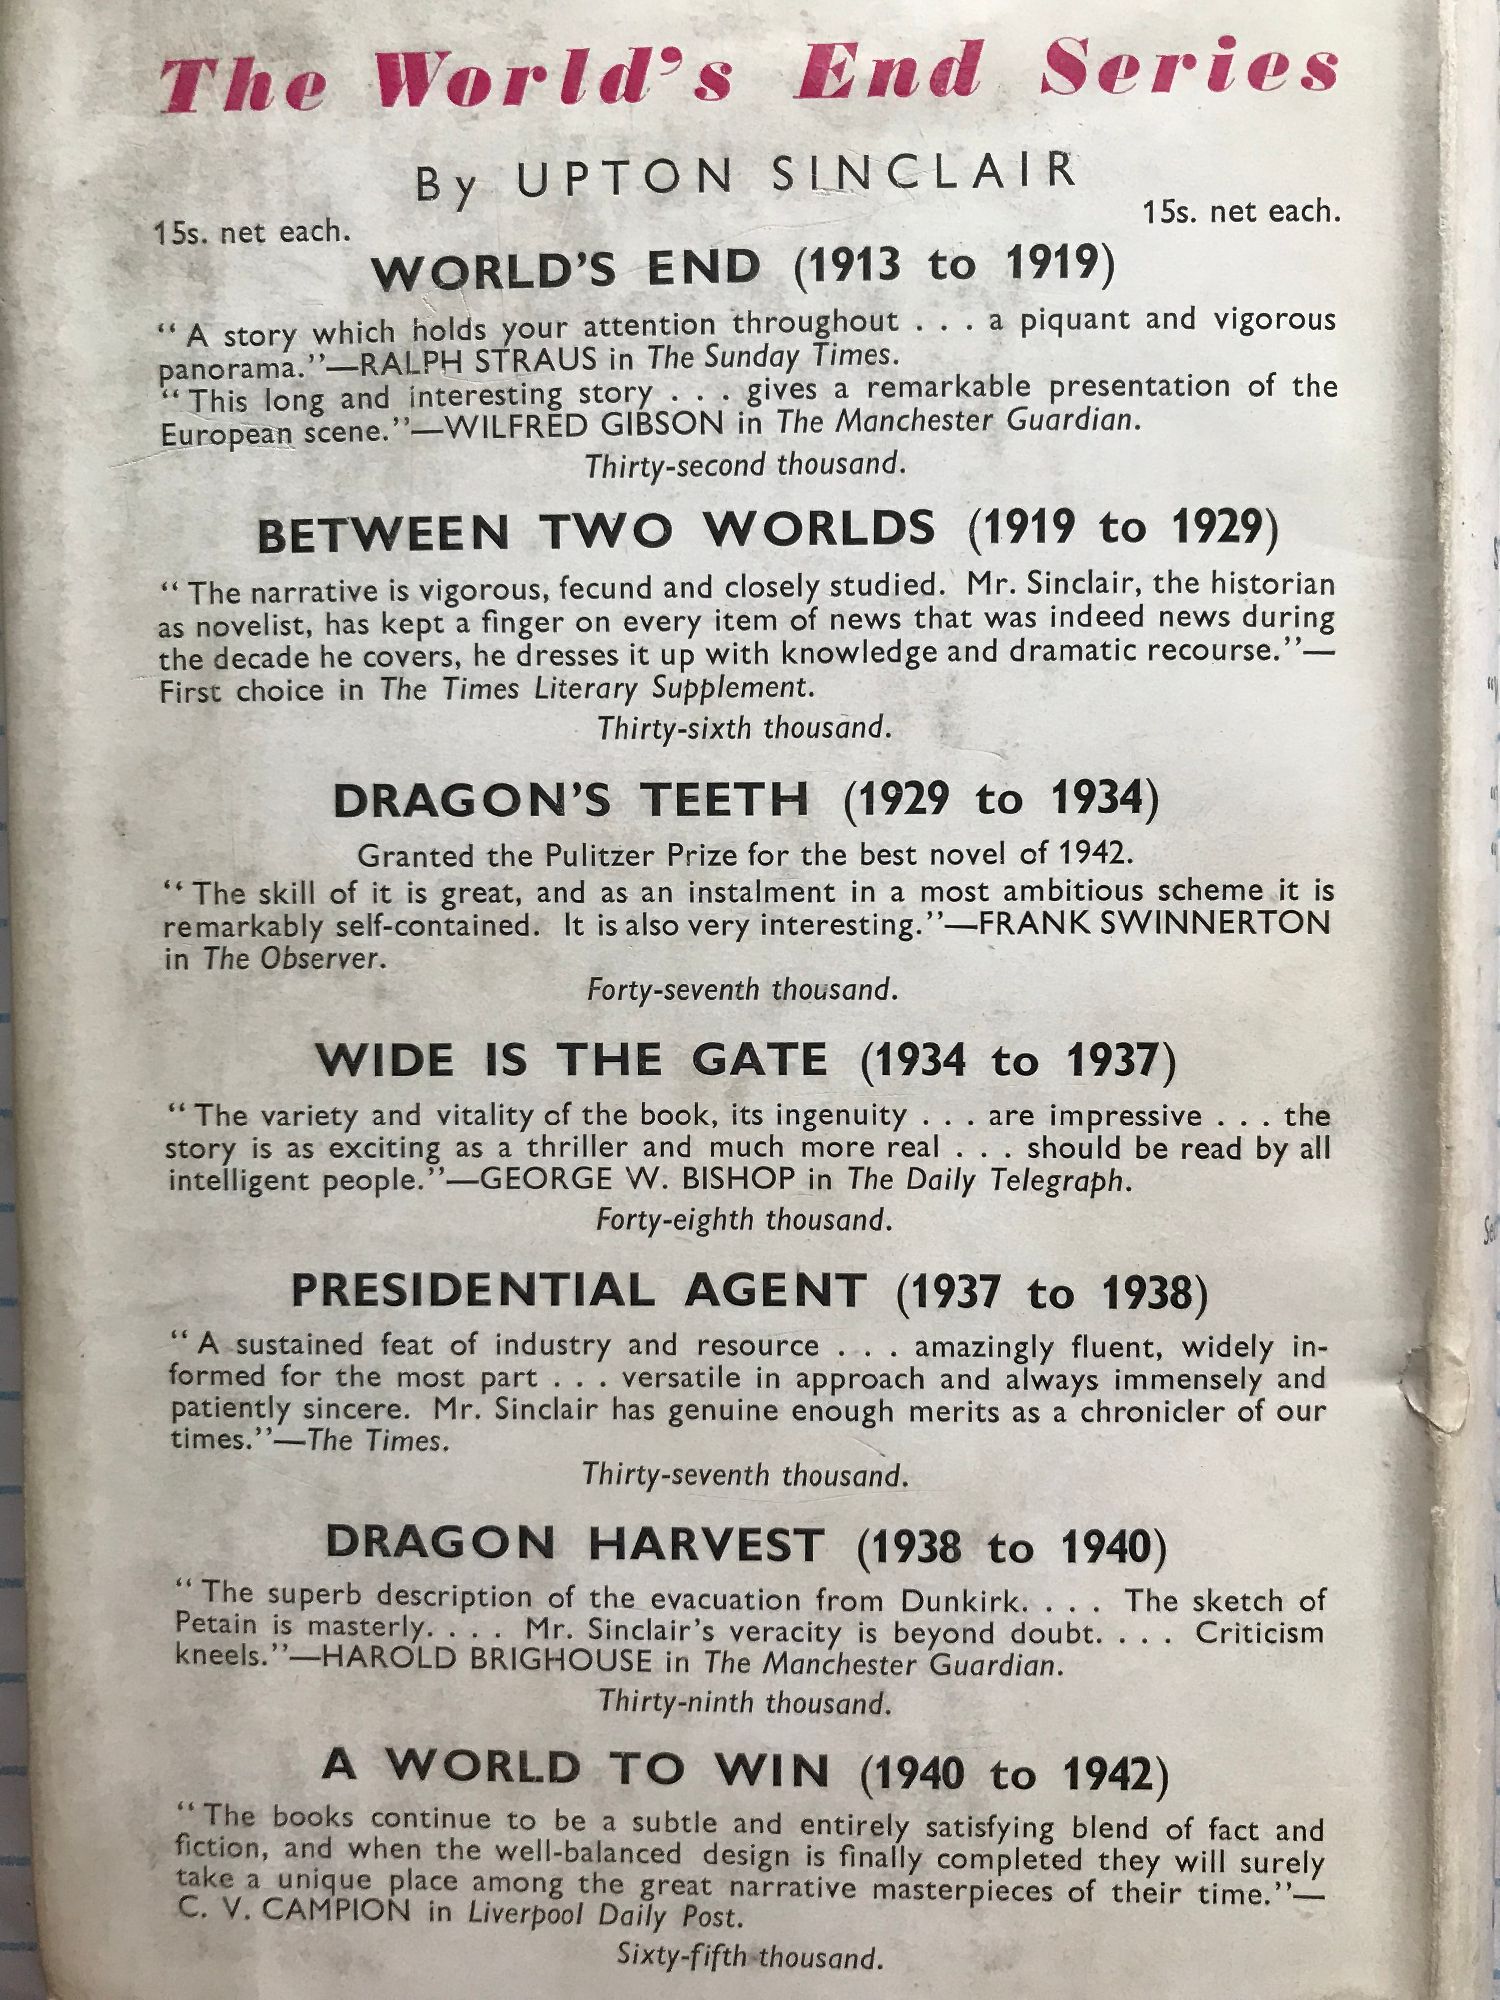 The World's End Series
By UPTON SINCLAIR
15s. net each.
15s. net each.
WORLD'S END (1913 to 1919)
“A story which holds your attention throughout . . . a piquant and vigorous
panorama.”—RALPH STRAUS in The Sunday Times.
“This long and interesting story . . . gives a remarkable presentation of the
European scene.”—WILFRED GIBSON in The Manchester Guardian.
Thirty-second thousand.
BETWEEN TWO WORLDS (1919 to 1929)
“The narrative is vigorous, fecund and closely studied. Mr. Sinclair, the historian
as novelist, has kept a finger on every item of news that was indeed news during
the decade he covers, he dresses it up with knowledge and dramatic recourse.”—
First choice in The Times Literary Supplement.
Thirty-sixth thousand.
DRAGON'S TEETH (1929 to 1934)
Granted the Pulitzer Prize for the best novel of 1942.
“The skill of it is great, and as an instalment in a most ambitious scheme it is
remarkably self-contained. It is also very interesting.”—FRANK SWINNERTON
in The Observer.
Forty-seventh thousand.
WIDE IS THE GATE (1934 to 1937)
“The variety and vitality of the book, its ingenuity . . . are impressive . . . the
story is as exciting as a thriller and much more real . . . should be read by all
intelligent people.”—GEORGE W. BISHOP in The Daily Telegraph.
Forty-eighth thousand.
PRESIDENTIAL AGENT (1937 to 1938)
“A sustained feat of industry and resource . . . amazingly fluent, widely in-
formed for the most part . . . versatile in approach and always immensely and
patiently sincere. Mr. Sinclair has genuine enough merits as a chronicler of our
times.”—The Times.
Thirty-seventh thousand.
DRAGON HARVEST (1938 to 1940)
“The superb description of the evacuation from Dunkirk. . . . The sketch of
Petain is masterly. . . . Mr. Sinclair's veracity is beyond doubt. . . . Criticism
kneels.”—HAROLD BRIGHOUSE in The Manchester Guardian.
Thirty-ninth thousand.
A WORLD TO WIN (1940 to 1942)
“The books continue to be a subtle and entirely satisfying blend of fact and
fiction, and when the well-balanced design is finally completed they will surely
take a unique place among the great narrative masterpieces of their time.”—
C. V. CAMPION in Liverpool Daily Post.
Sixty-fifth thousand.